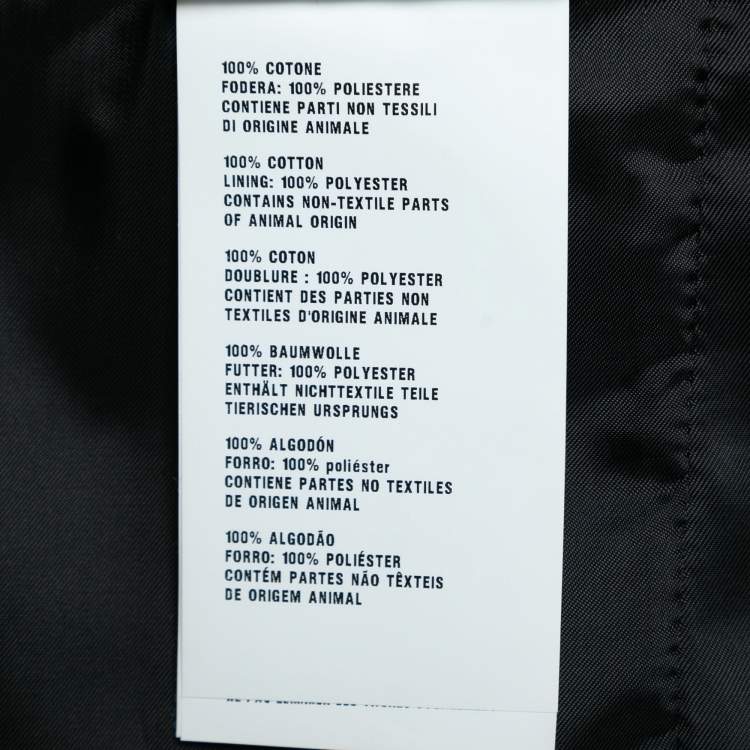 100% COTONE
FODERA: 100% POLIESTERE
CONTIENE PARTI NON TESSILI
DI ORIGINE ANIMALE
100% COTTON
LINING: 100% POLYESTER
CONTAINS NON-TEXTILE PARTS
OF ANIMAL ORIGIN
100% COTON
DOUBLURE : 100% POLYESTER
CONTIENT DES PARTIES NON
TEXTILES D'ORIGINE ANIMALE
100% BAUMWOLLE
FUTTER: 100% POLYESTER
ENTHÄLT NICHTTEXTILE TEILE
TIERISCHEN URSPRUNGS
100% ALGODÓN
FORRO: 100% poliéster
CONTIENE PARTES NO TEXTILES
DE ORIGEN ANIMAL
100% ALGODÃO
FORRO: 100% POLIÉSTER
CONTÉM PARTES NÃO TÊXTEIS
DE ORIGEM ANIMAL